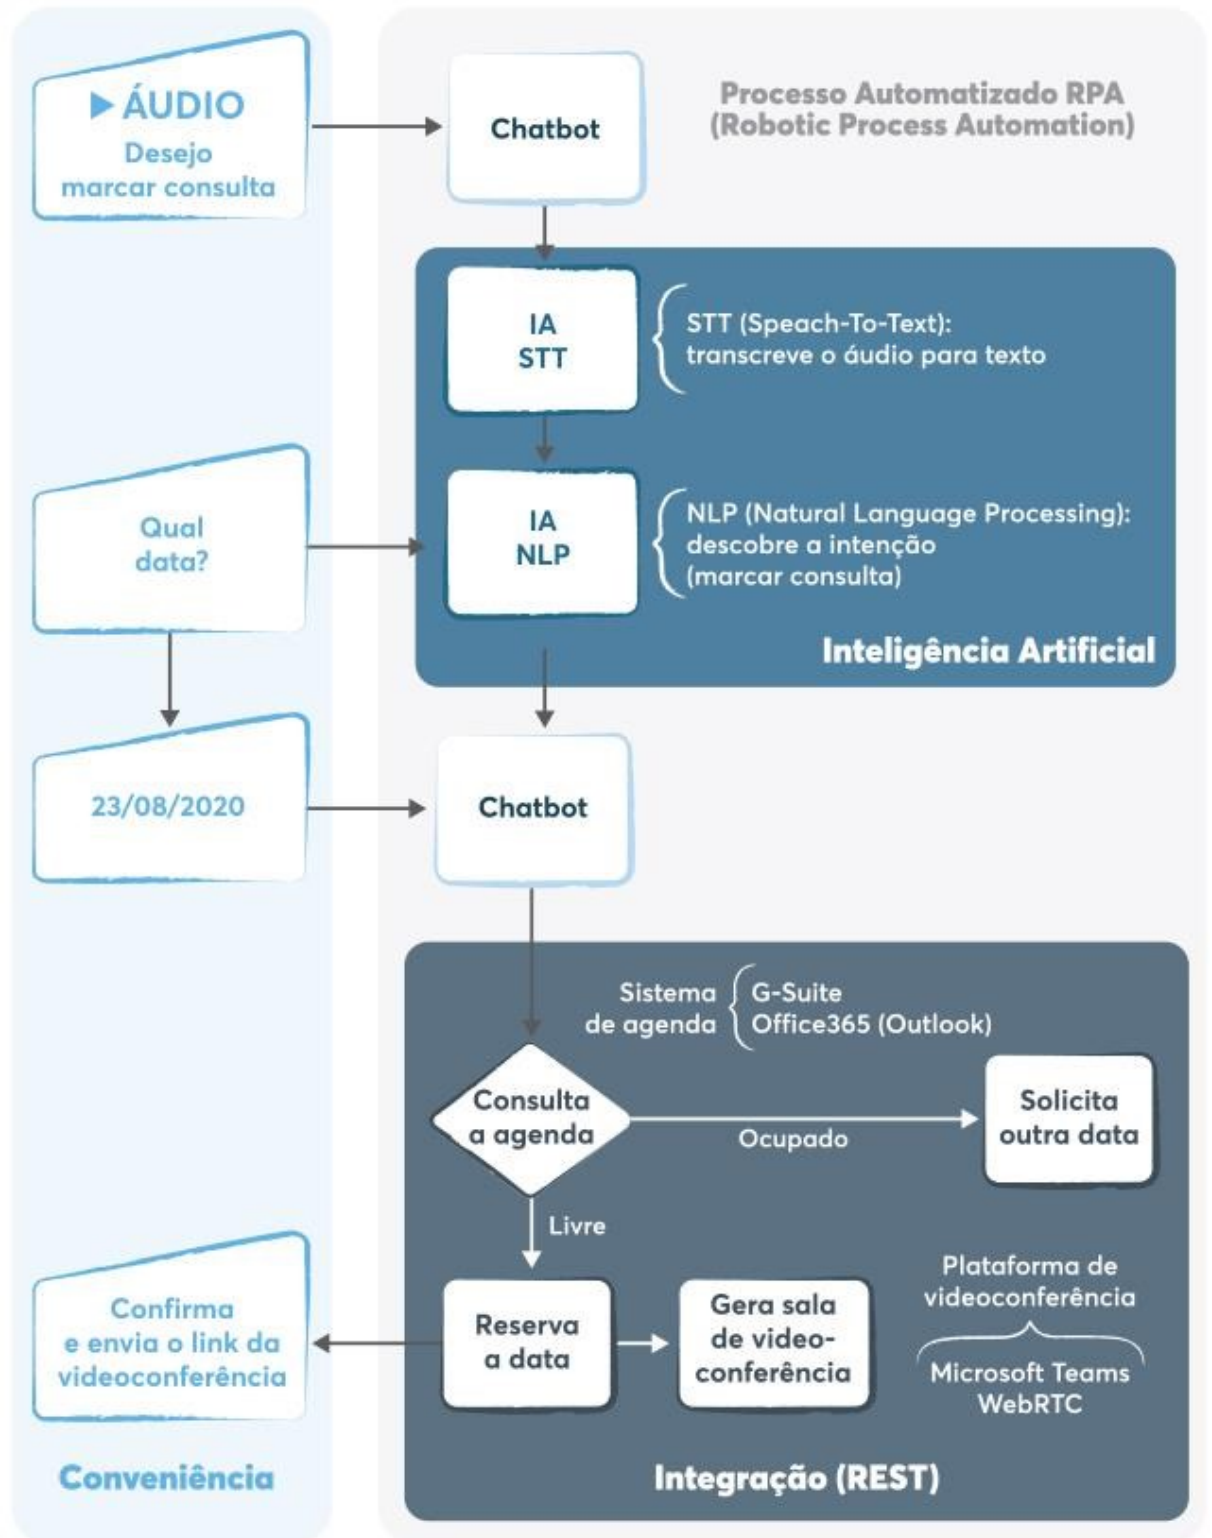 Processo Automatizado RPA
(Robotic Process Automation)
▶ ÁUDIO
Desejo
marcar consulta
Chatbot
IA
STT
STT (Speach-To-Text):
transcreve o áudio para texto
Qual
data?
IA
NLP
NLP (Natural Language Processing):
descobre a intenção
(marcar consulta)
Inteligência Artificial
23/08/2020
Chatbot
Sistema
de agenda
G-Suite
Office365 (Outlook)
Consulta
a agenda
Ocupado
Solicita
outra data
Livre
Confirma
e envia o link da
videoconferência
Reserva
a data
Gera sala
de video-
conferência
Plataforma de
videoconferência
Microsoft Teams
WebRTC
Conveniência
Integração (REST)